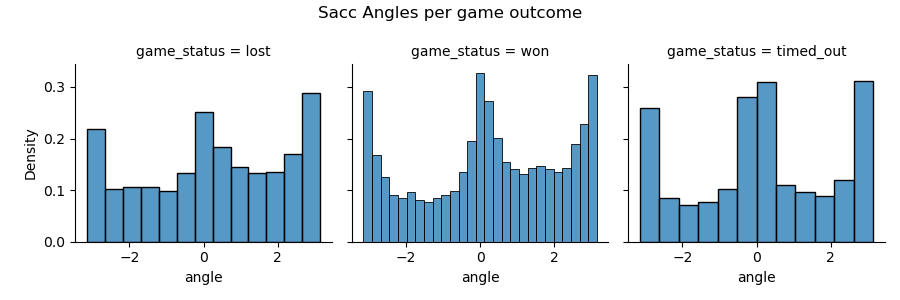 Sacc Angles per game outcome
game_status = lost
game_status = won
game_status = timed_out
Density
0.3
0.2
0.1
0.0
−2 0 2
−2 0 2
−2 0 2
angle
angle
angle